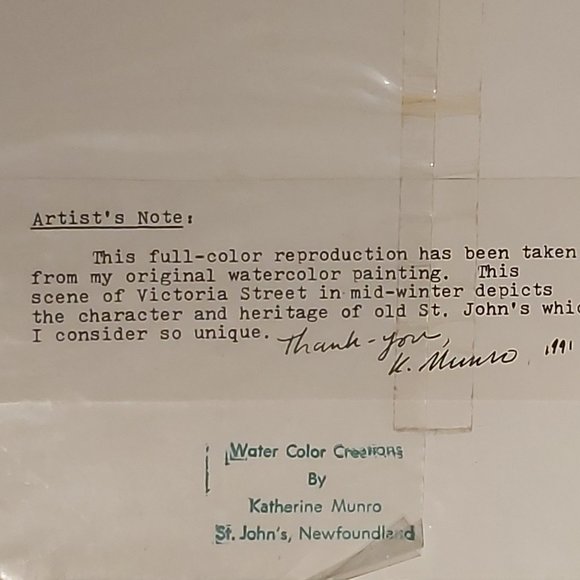 Artist's Note:
This full-color reproduction has been taken
from my original watercolor painting. This
scene of Victoria Street in mid-winter depicts
the character and heritage of old St. John's whic
I consider so unique. Thank-you,
K. Munro 1991
Water Color Creations
By
Katherine Munro
St. John's, Newfoundland